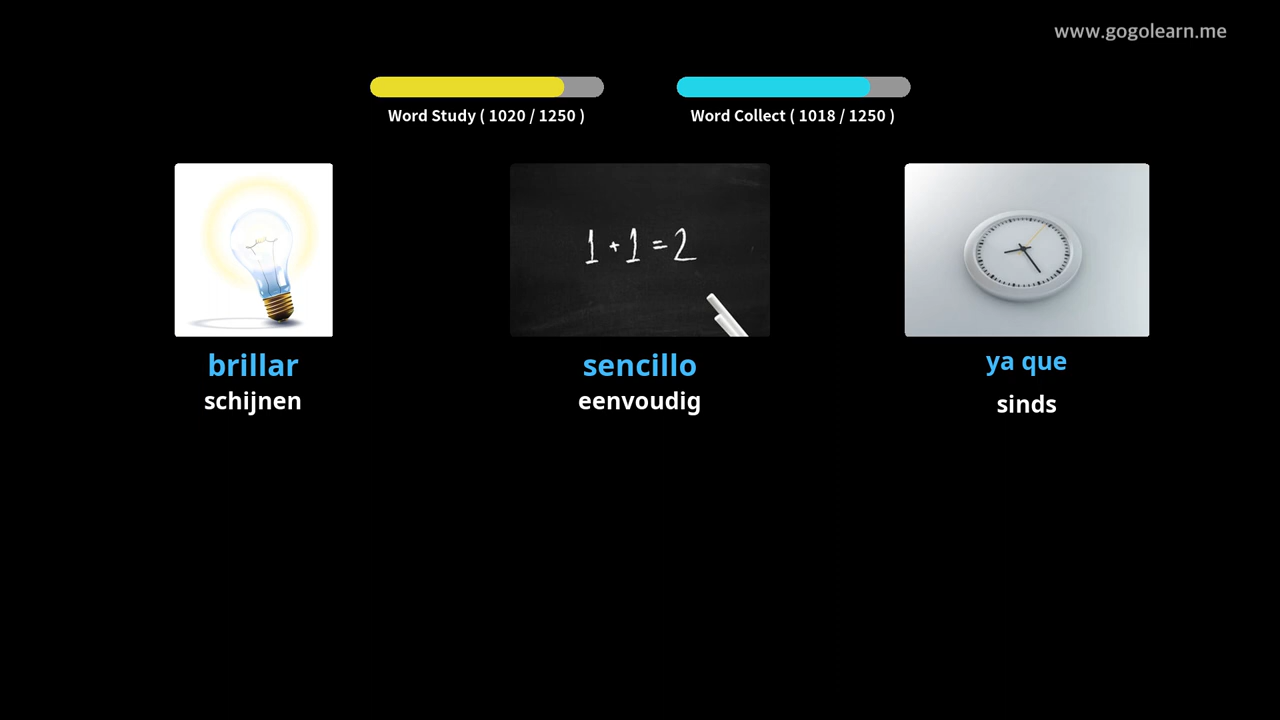 www.gogolearn.me
Word Study ( 1020 / 1250 )
Word Collect ( 1018 / 1250 )
1 + 1 = 2
brillar
schijnen
sencillo
eenvoudig
ya que
sinds